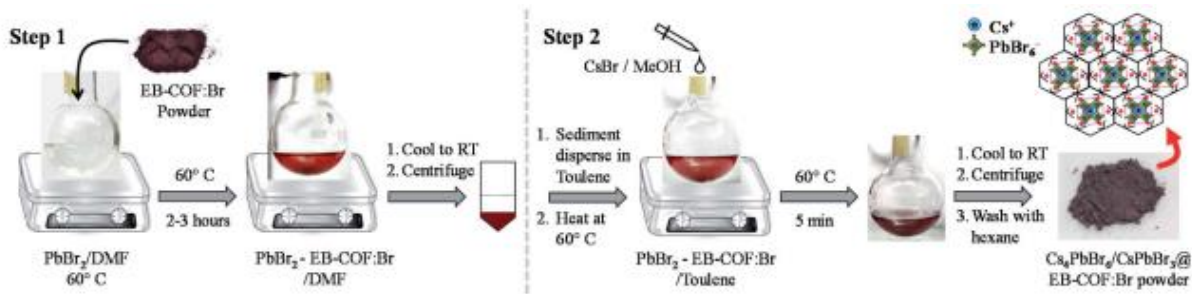 Step 1
EB-COF:Br
Powder
PbBr₂/DMF
60° C
60° C
2-3 hours
PbBr₂ - EB-COF:Br
/DMF
1. Cool to RT
2. Centrifuge
Step 2
CsBr / MeOH
1. Sediment
disperse in
Toulene
2. Heat at
60° C
PbBr₂ - EB-COF:Br
/Toulene
60° C
5 min
1. Cool to RT
2. Centrifuge
3. Wash with
hexane
Cs⁺
PbBr₆⁻
Cs₄PbBr₆/CsPbBr₃@
EB-COF:Br powder